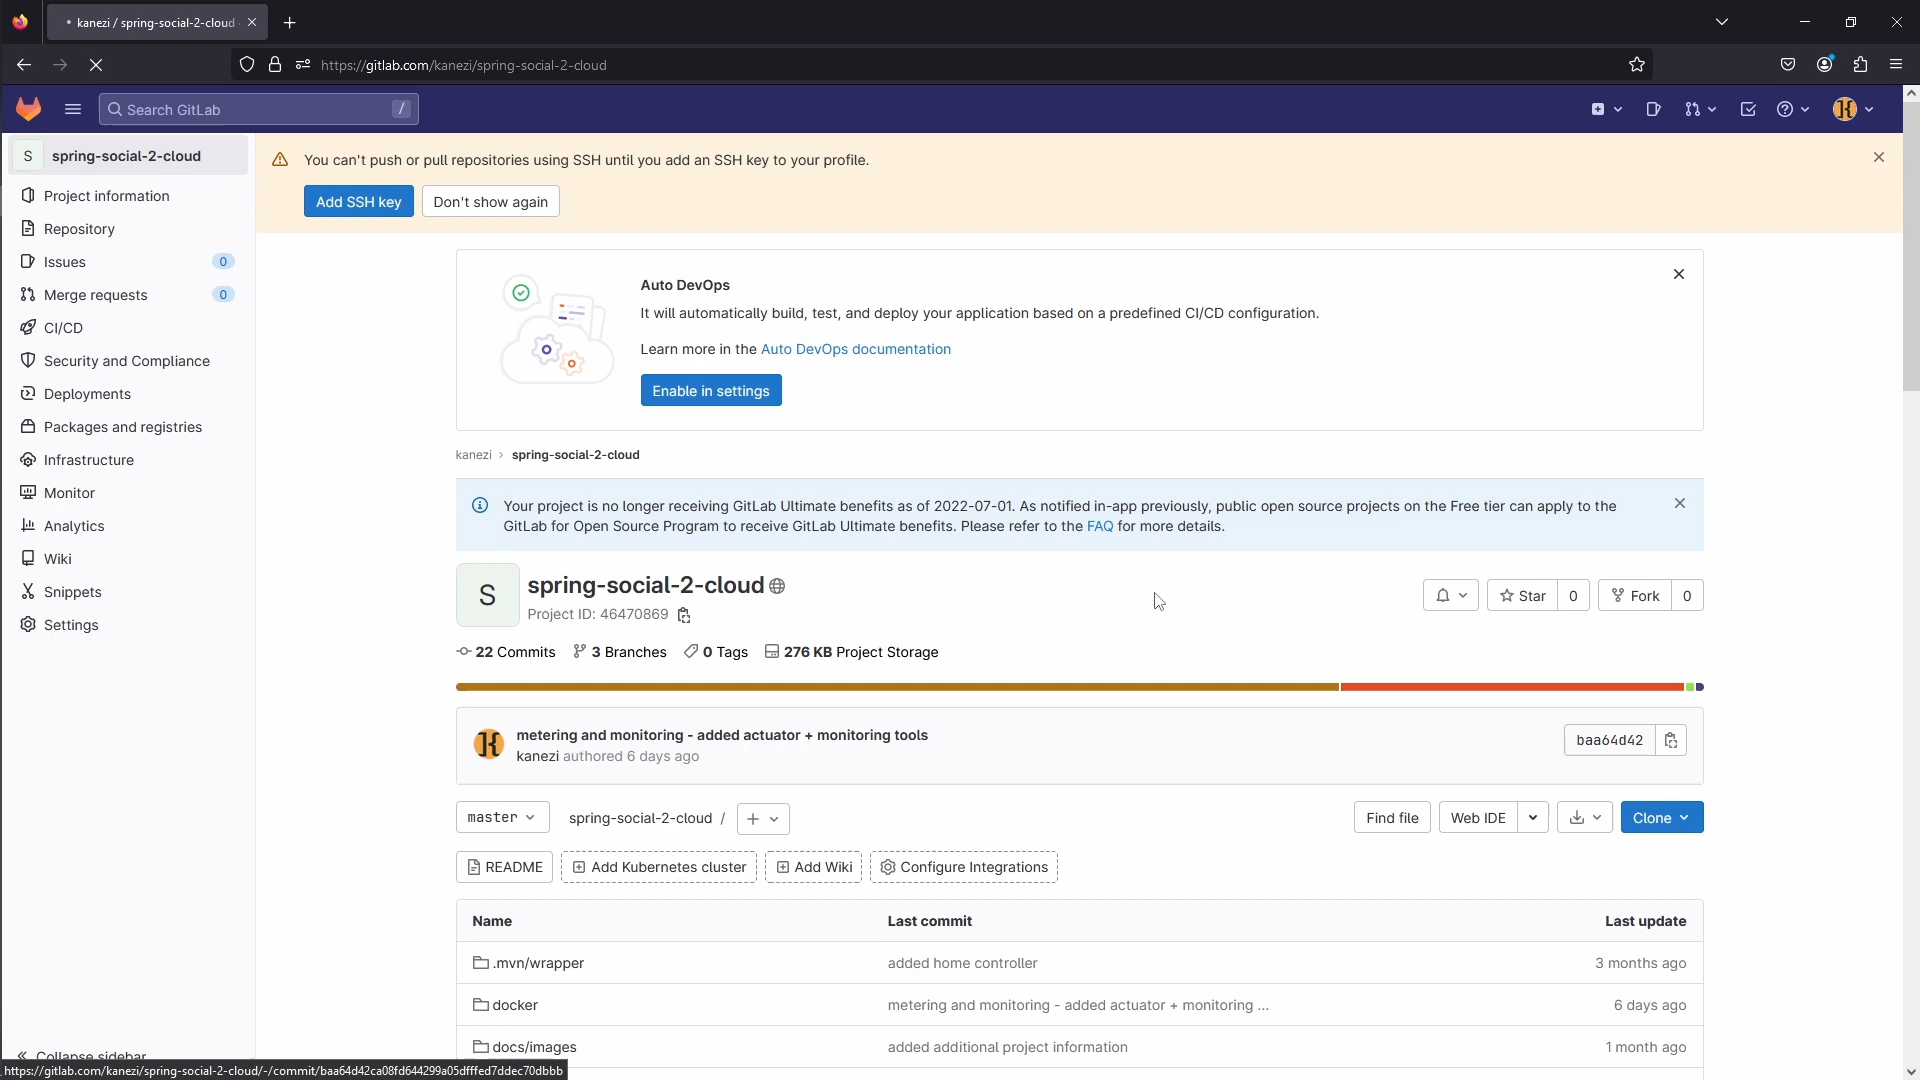 kanezi / spring-social-2-cloud
https://gitlab.com/kanezi/spring-social-2-cloud
Search GitLab
/
S spring-social-2-cloud
Project information
Repository
Issues 0
Merge requests 0
CI/CD
Security and Compliance
Deployments
Packages and registries
Infrastructure
Monitor
Analytics
Wiki
Snippets
Settings
Collapse sidebar
You can't push or pull repositories using SSH until you add an SSH key to your profile.
Add SSH key Don't show again
Auto DevOps
It will automatically build, test, and deploy your application based on a predefined CI/CD configuration.
Learn more in the Auto DevOps documentation
Enable in settings
kanezi › spring-social-2-cloud
Your project is no longer receiving GitLab Ultimate benefits as of 2022-07-01. As notified in-app previously, public open source projects on the Free tier can apply to the
GitLab for Open Source Program to receive GitLab Ultimate benefits. Please refer to the FAQ for more details.
S
spring-social-2-cloud
Project ID: 46470869
Star 0 Fork 0
22 Commits 3 Branches 0 Tags 276 KB Project Storage
metering and monitoring - added actuator + monitoring tools
kanezi authored 6 days ago
baa64d42
master spring-social-2-cloud / +
Find file Web IDE Clone
README Add Kubernetes cluster Add Wiki Configure Integrations
Name Last commit Last update
.mvn/wrapper added home controller 3 months ago
docker metering and monitoring - added actuator + monitoring ... 6 days ago
docs/images added additional project information 1 month ago
https://gitlab.com/kanezi/spring-social-2-cloud/-/commit/baa64d42ca08fd644299a05dfffed7ddec70dbbb